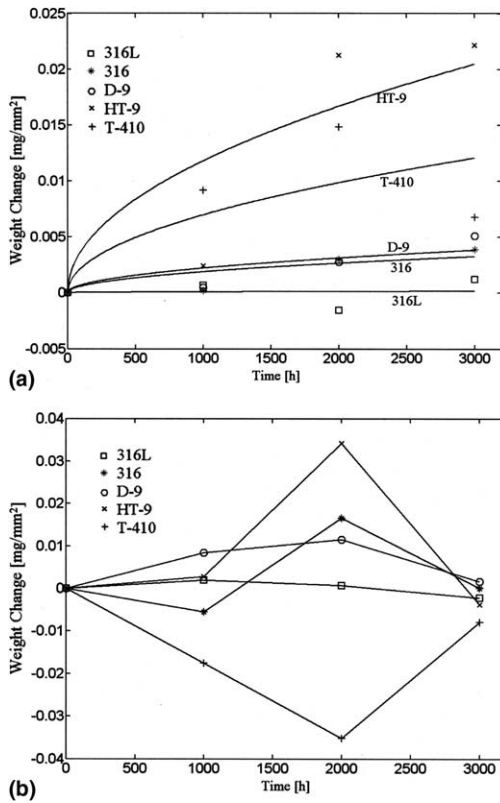 0.025
0.02
0.015
0.01
0.005
0
-0.005
Weight Change [mg/mm²]
316L
316
D-9
HT-9
T-410
HT-9
T-410
D-9
316
316L
0 500 1000 1500 2000 2500 3000
Time [h]
(a)
0.04
0.03
0.02
0.01
0
-0.01
-0.02
-0.03
-0.04
Weight Change [mg/mm²]
316L
316
D-9
HT-9
T-410
0 500 1000 1500 2000 2500 3000
Time [h]
(b)